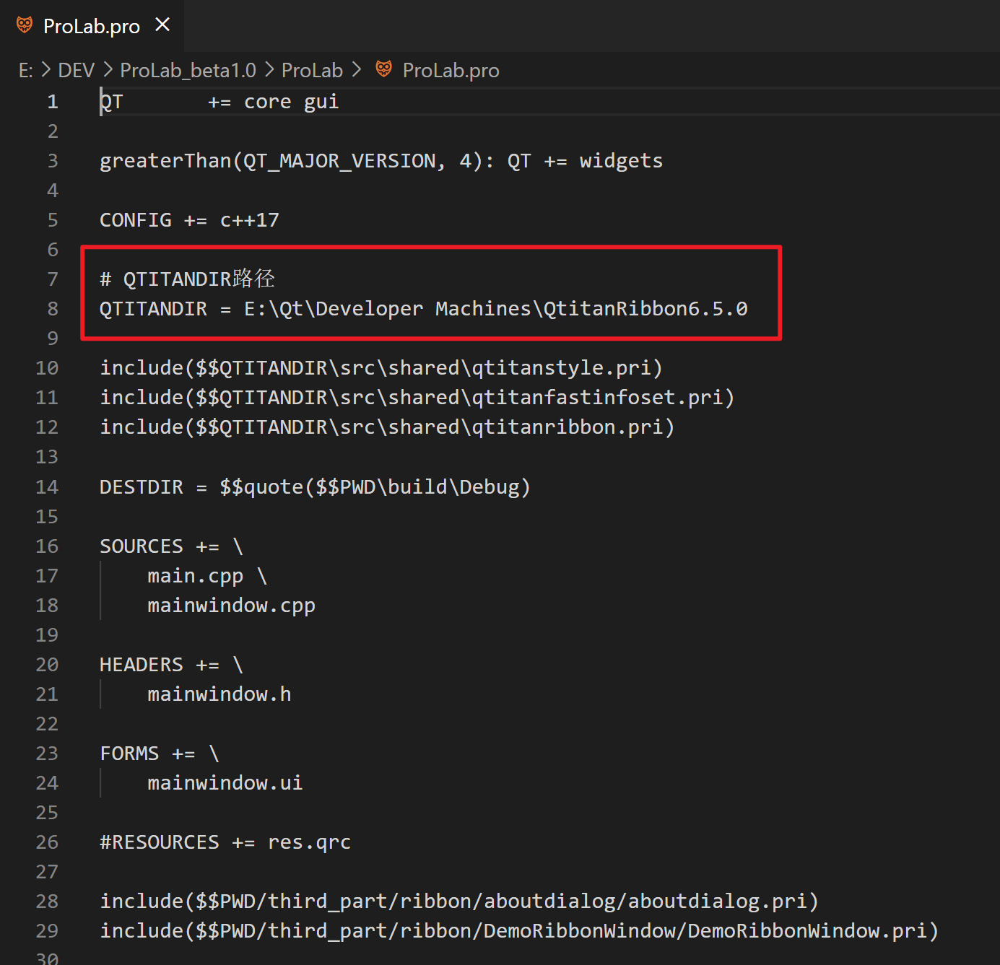 ProLab.pro
E: > DEV > ProLab_beta1.0 > ProLab > ProLab.pro
1 QT       += core gui
2
3 greaterThan(QT_MAJOR_VERSION, 4): QT += widgets
4
5 CONFIG += c++17
6
7 # QTITANDIR路径
8 QTITANDIR = E:\Qt\Developer Machines\QtitanRibbon6.5.0
9
10 include($$QTITANDIR\src\shared\qtitanstyle.pri)
11 include($$QTITANDIR\src\shared\qtitanfastinfoset.pri)
12 include($$QTITANDIR\src\shared\qtitanribbon.pri)
13
14 DESTDIR = $$quote($$PWD\build\Debug)
15
16 SOURCES += \
17     main.cpp \
18     mainwindow.cpp
19
20 HEADERS += \
21     mainwindow.h
22
23 FORMS += \
24     mainwindow.ui
25
26 #RESOURCES += res.qrc
27
28 include($$PWD/third_part/ribbon/aboutdialog/aboutdialog.pri)
29 include($$PWD/third_part/ribbon/DemoRibbonWindow/DemoRibbonWindow.pri)
30